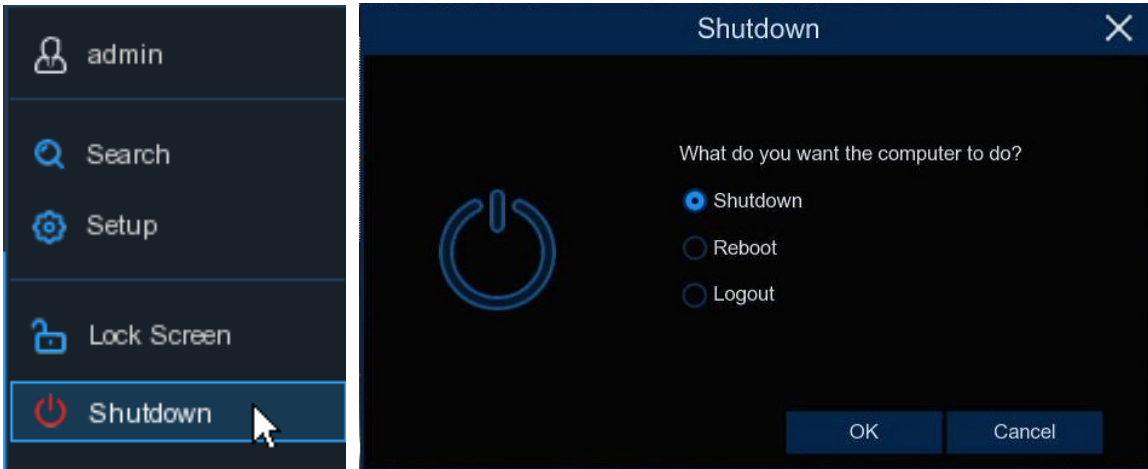 admin
Search
Setup
Lock Screen
Shutdown
Shutdown
What do you want the computer to do?
Shutdown
Reboot
Logout
OK
Cancel